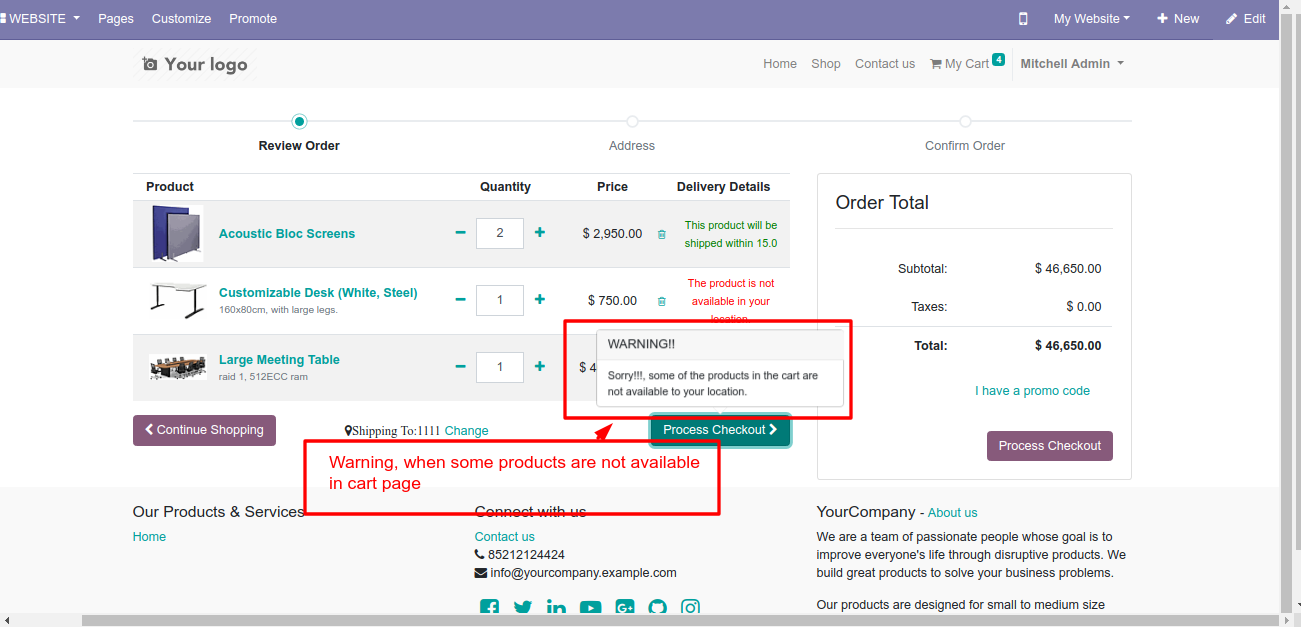 WEBSITE Pages Customize Promote My Website New Edit
Your logo Home Shop Contact us My Cart 4 Mitchell Admin
Review Order Address Confirm Order
Product Quantity Price Delivery Details
Acoustic Bloc Screens 2 $ 2,950.00
This product will be
shipped within 15.0
Customizable Desk (White, Steel)
160x80cm, with large legs.
1 $ 750.00
The product is not
available in your
location
Large Meeting Table
raid 1, 512ECC ram
1 $ 4
WARNING!!
Sorry!!!, some of the products in the cart are
not available to your location.
Continue Shopping Shipping To:1111 Change Process Checkout
Warning, when some products are not available
in cart page
Order Total
Subtotal: $ 46,650.00
Taxes: $ 0.00
Total: $ 46,650.00
I have a promo code
Process Checkout
Our Products & Services
Home
Connect with us
Contact us
85212124424
info@yourcompany.example.com
YourCompany - About us
We are a team of passionate people whose goal is to
improve everyone's life through disruptive products. We
build great products to solve your business problems.
Our products are designed for small to medium size